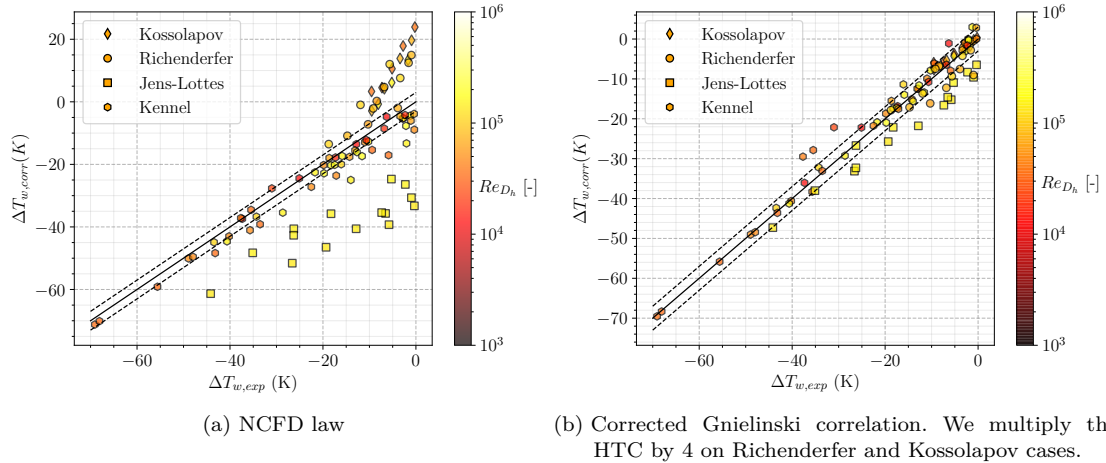 Kossolapov
Richenderfer
Jens-Lottes
Kennel
20
0
−20
−40
−60
ΔT_{w,corr}(K)
−60
−40
−20
0
ΔT_{w,exp} (K)
10^6
10^5
10^4
10^3
Re_{D_h} [-]
(a) NCFD law
Kossolapov
Richenderfer
Jens-Lottes
Kennel
0
−10
−20
−30
−40
−50
−60
−70
ΔT_{w,corr}(K)
−60
−40
−20
0
ΔT_{w,exp} (K)
10^6
10^5
10^4
10^3
Re_{D_h} [-]
(b) Corrected Gnielinski correlation. We multiply th
HTC by 4 on Richenderfer and Kossolapov cases.